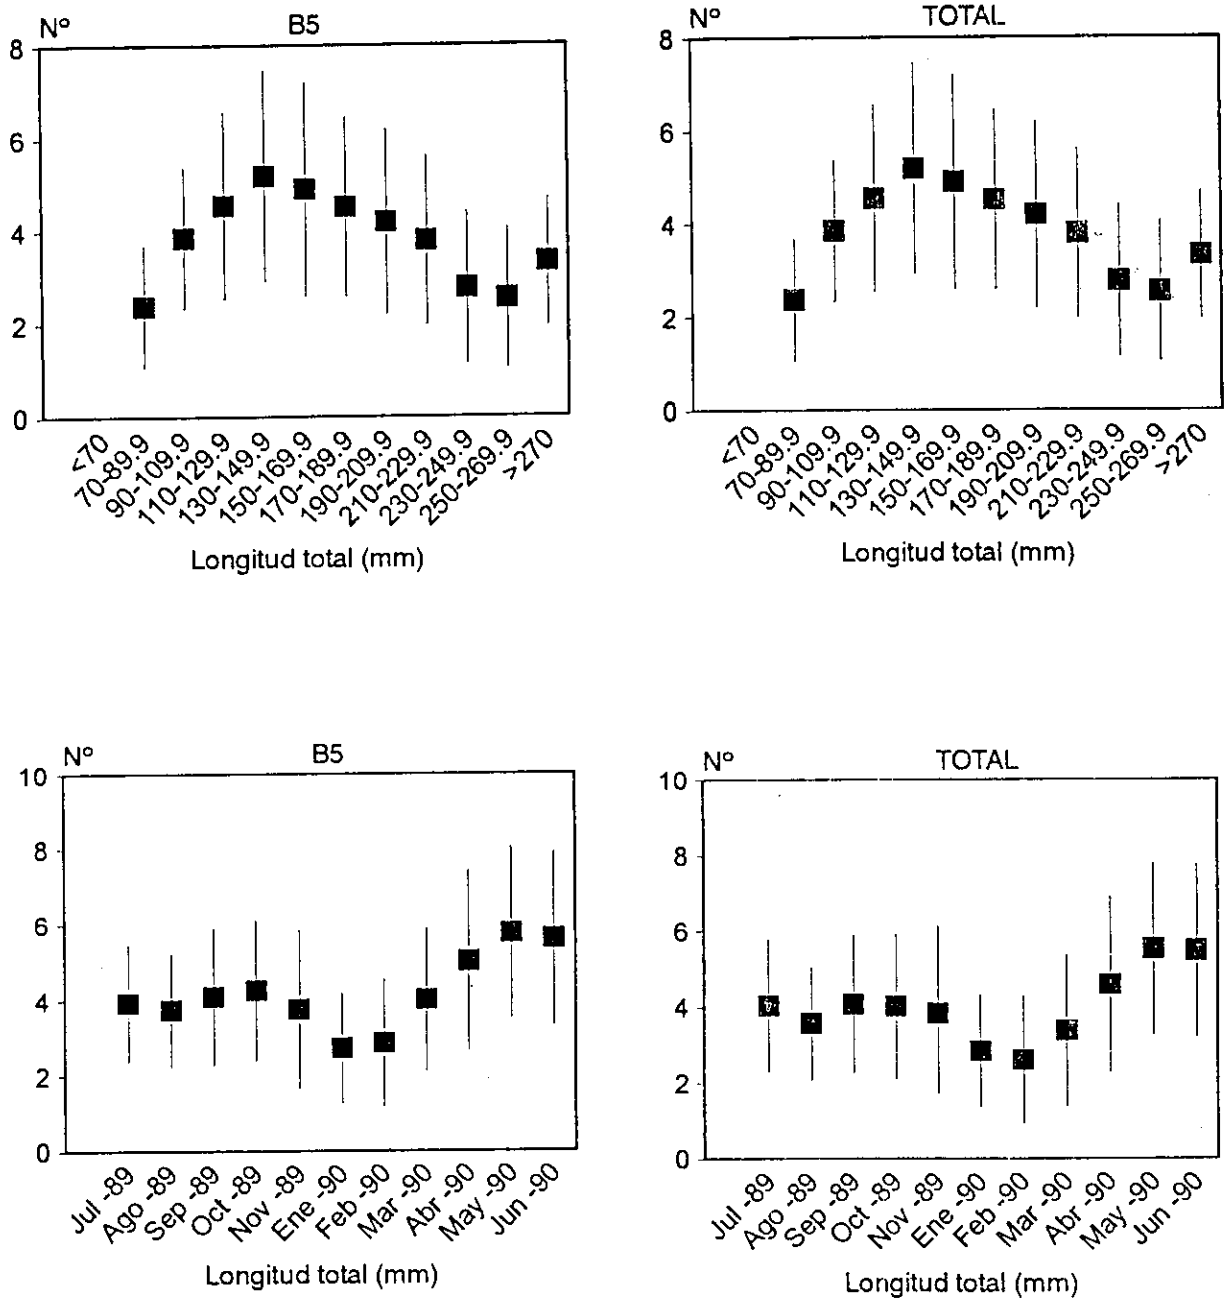 Nº
B5
8
6
4
2
0
<70
70-89.9
90-109.9
110-129.9
130-149.9
150-169.9
170-189.9
190-209.9
210-229.9
230-249.9
250-269.9
>270
Longitud total (mm)
Nº
TOTAL
8
6
4
2
0
<70
70-89.9
90-109.9
110-129.9
130-149.9
150-169.9
170-189.9
190-209.9
210-229.9
230-249.9
250-269.9
>270
Longitud total (mm)
Nº
B5
10
8
6
4
2
0
Jul -89
Ago -89
Sep -89
Oct -89
Nov -89
Ene -90
Feb -90
Mar -90
Abr -90
May -90
Jun -90
Longitud total (mm)
Nº
TOTAL
10
8
6
4
2
0
Jul -89
Ago -89
Sep -89
Oct -89
Nov -89
Ene -90
Feb -90
Mar -90
Abr -90
May -90
Jun -90
Longitud total (mm)